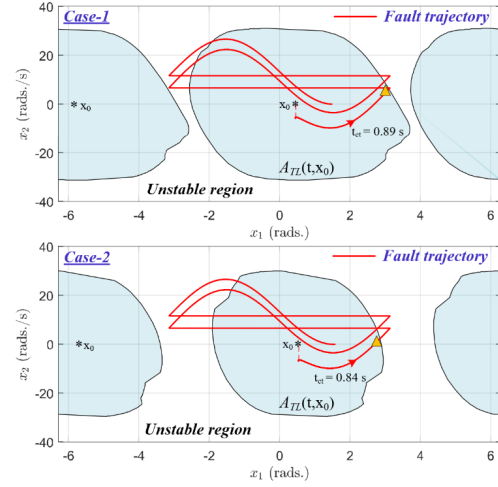 Case-1
Fault trajectory
40
20
0
-20
-40
x2 (rads./s)
* x0
x0 *
tct = 0.89 s
ATL(t,x0)
Unstable region
-6 -4 -2 0 2 4 6
x1 (rads.)
Case-2
Fault trajectory
40
20
0
-20
-40
x2 (rads./s)
* x0
x0 *
tct = 0.84 s
ATL(t,x0)
Unstable region
-6 -4 -2 0 2 4 6
x1 (rads.)